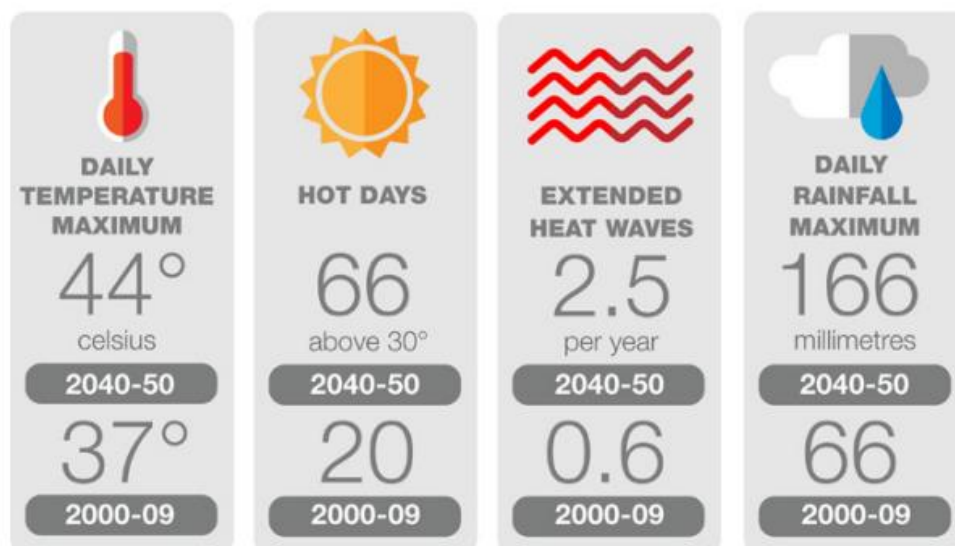 DAILY
TEMPERATURE
MAXIMUM
44°
celsius
2040-50
37°
2000-09
HOT DAYS
66
above 30°
2040-50
20
2000-09
EXTENDED
HEAT WAVES
2.5
per year
2040-50
0.6
2000-09
DAILY
RAINFALL
MAXIMUM
166
millimetres
2040-50
66
2000-09